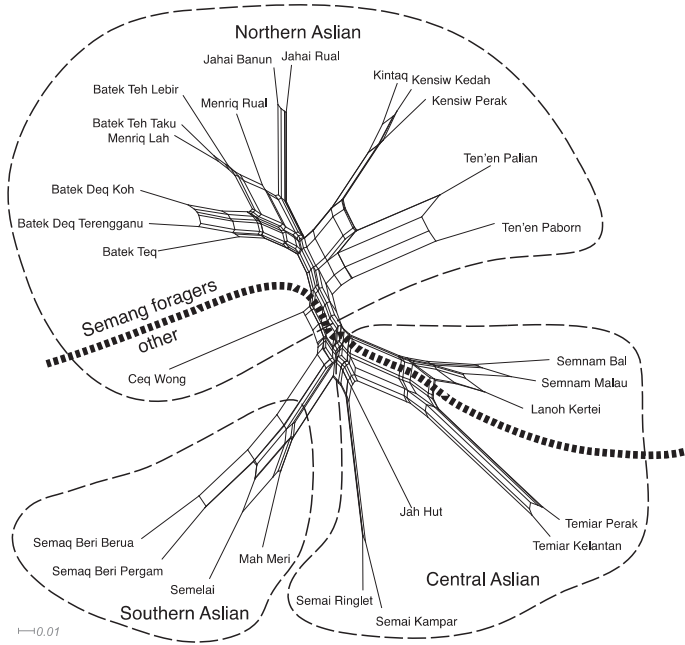 Northern Aslian
Jahai Banun
Jahai Rual
Kintaq
Kensiw Kedah
Batek Teh Lebir
Menriq Rual
Kensiw Perak
Batek Teh Taku
Menriq Lah
Ten'en Palian
Batek Deq Koh
Batek Deq Terengganu
Ten'en Paborn
Batek Teq
Semang foragers
other
Ceq Wong
Semnam Bal
Semnam Malau
Lanoh Kertei
Jah Hut
Temiar Perak
Temiar Kelantan
Semaq Beri Berua
Mah Meri
Semaq Beri Pergam
Semelai
Central Aslian
Semai Ringlet
Southern Aslian
Semai Kampar
0.01